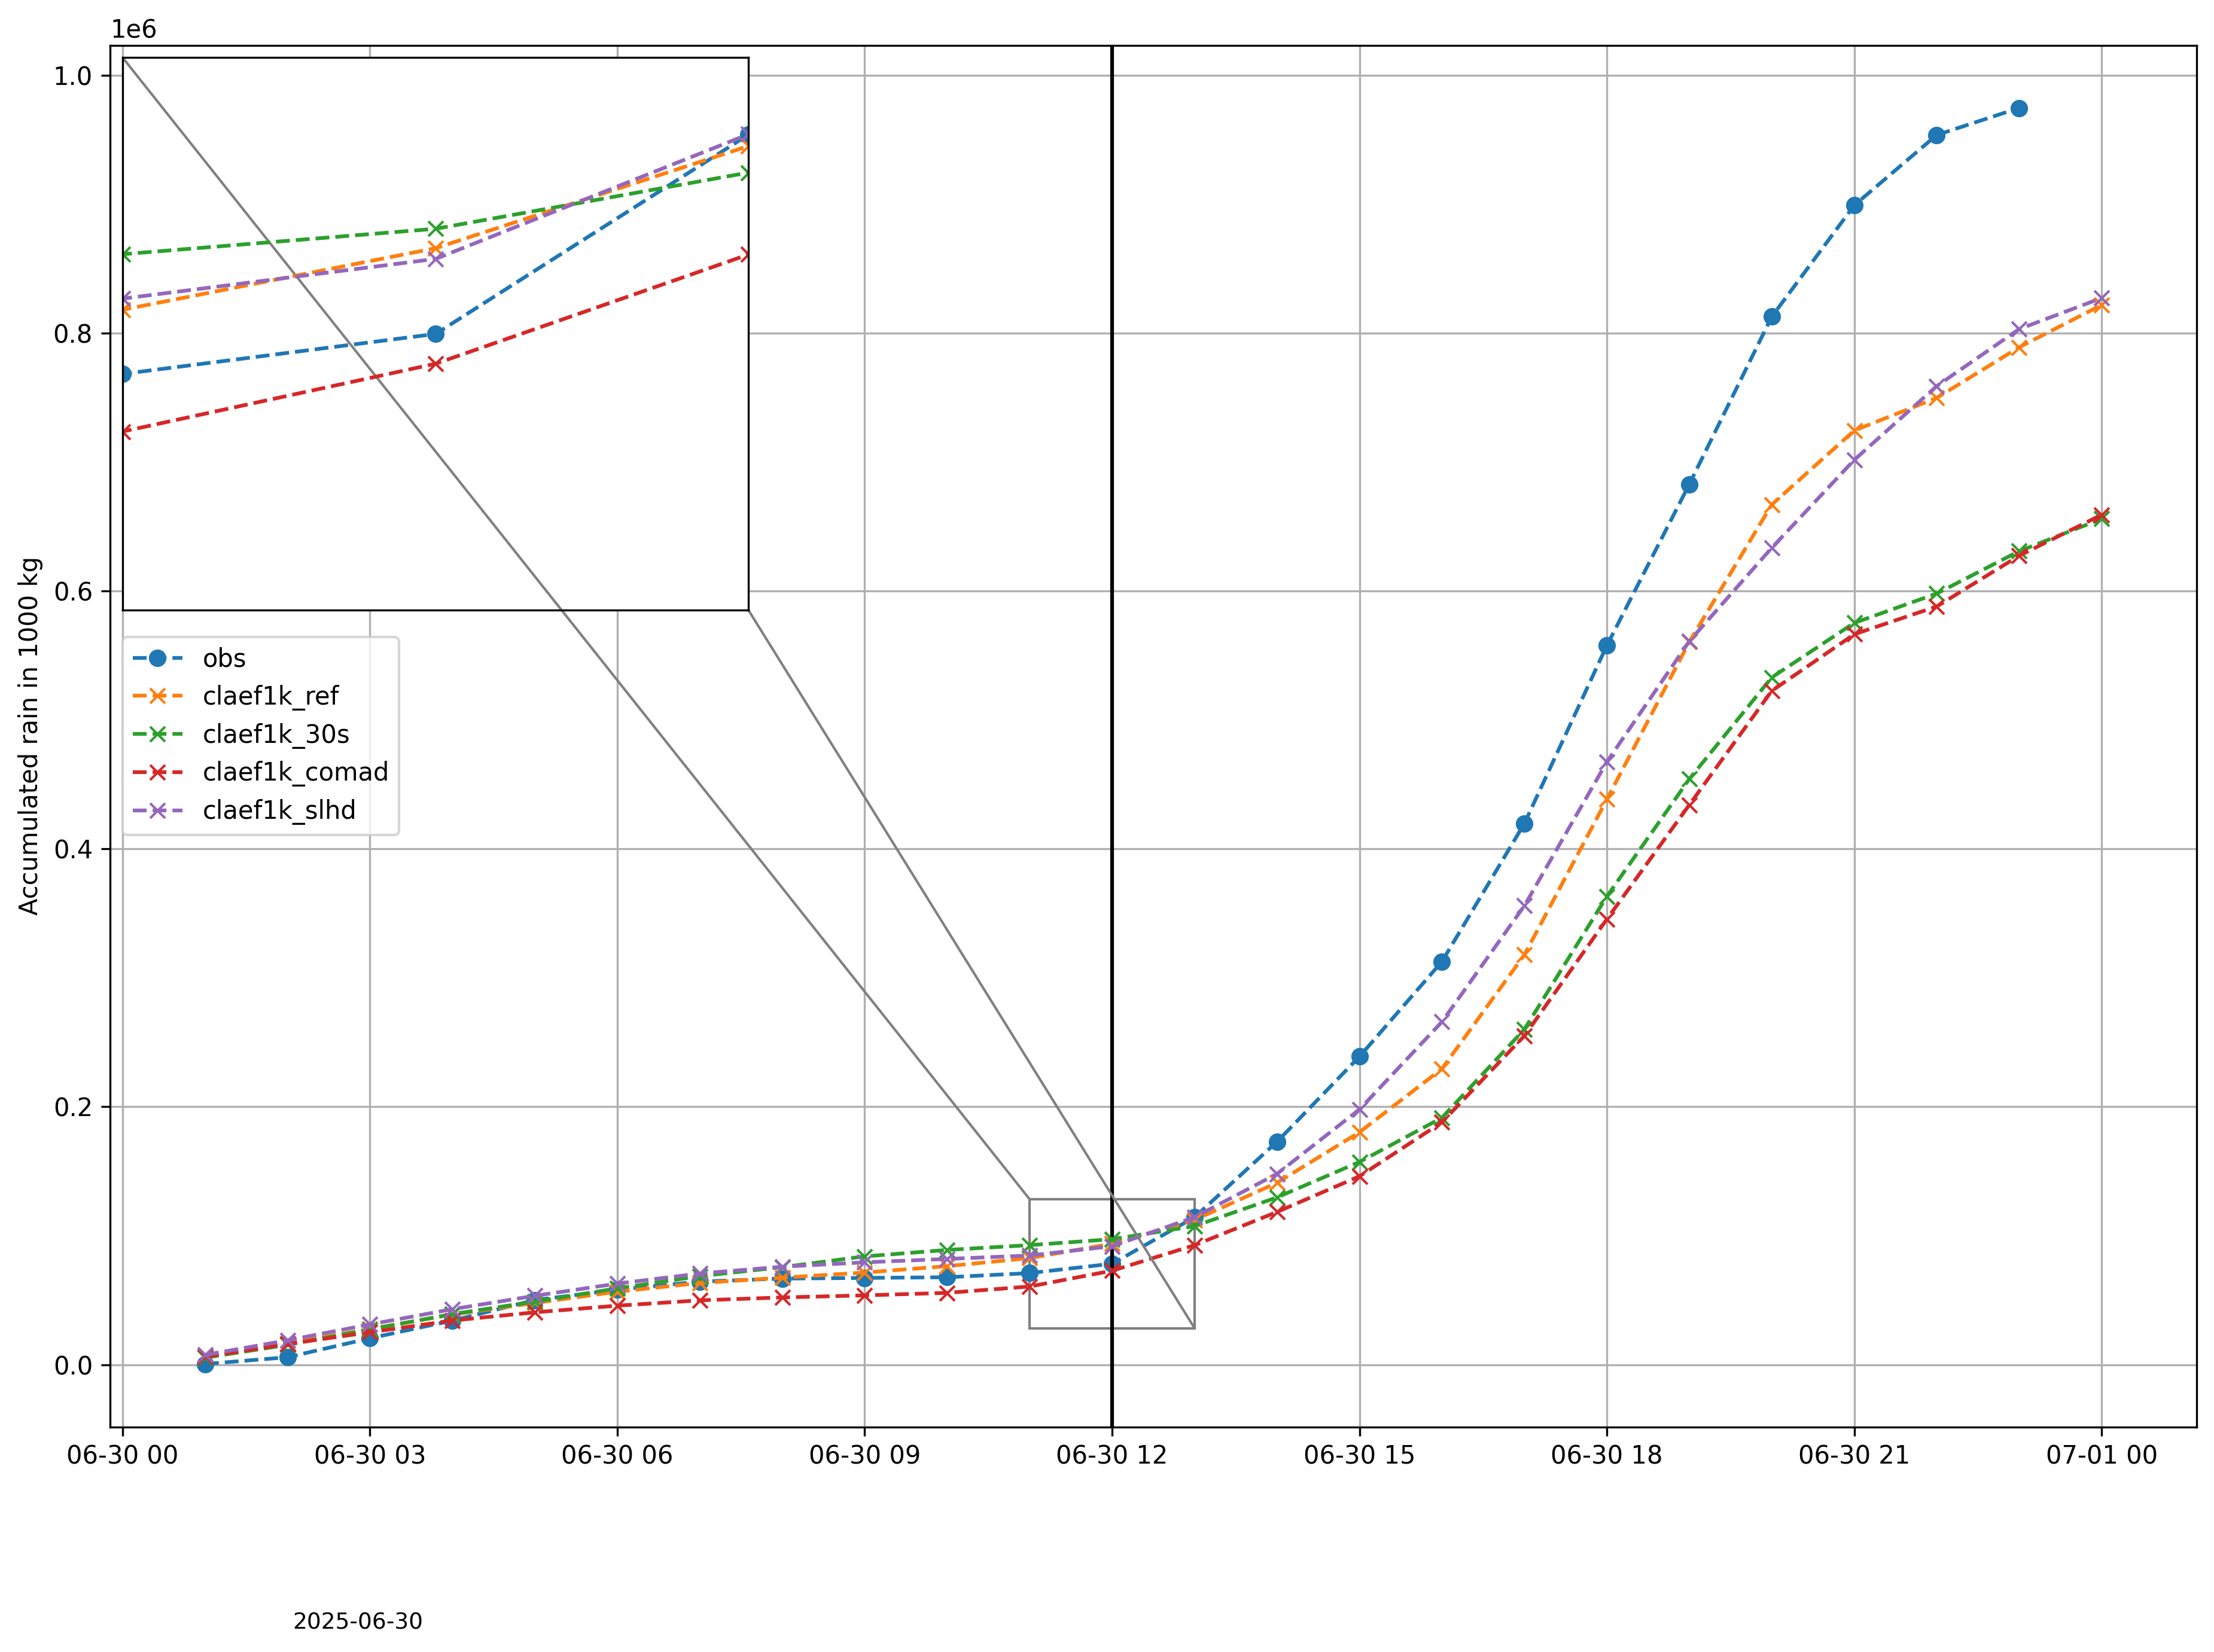 1e6
1.0
0.8
0.6
0.4
0.2
0.0
Accumulated rain in 1000 kg
obs
claef1k_ref
claef1k_30s
claef1k_comad
claef1k_slhd
06-30 00 06-30 03 06-30 06 06-30 09 06-30 12 06-30 15 06-30 18 06-30 21 07-01 00
2025-06-30